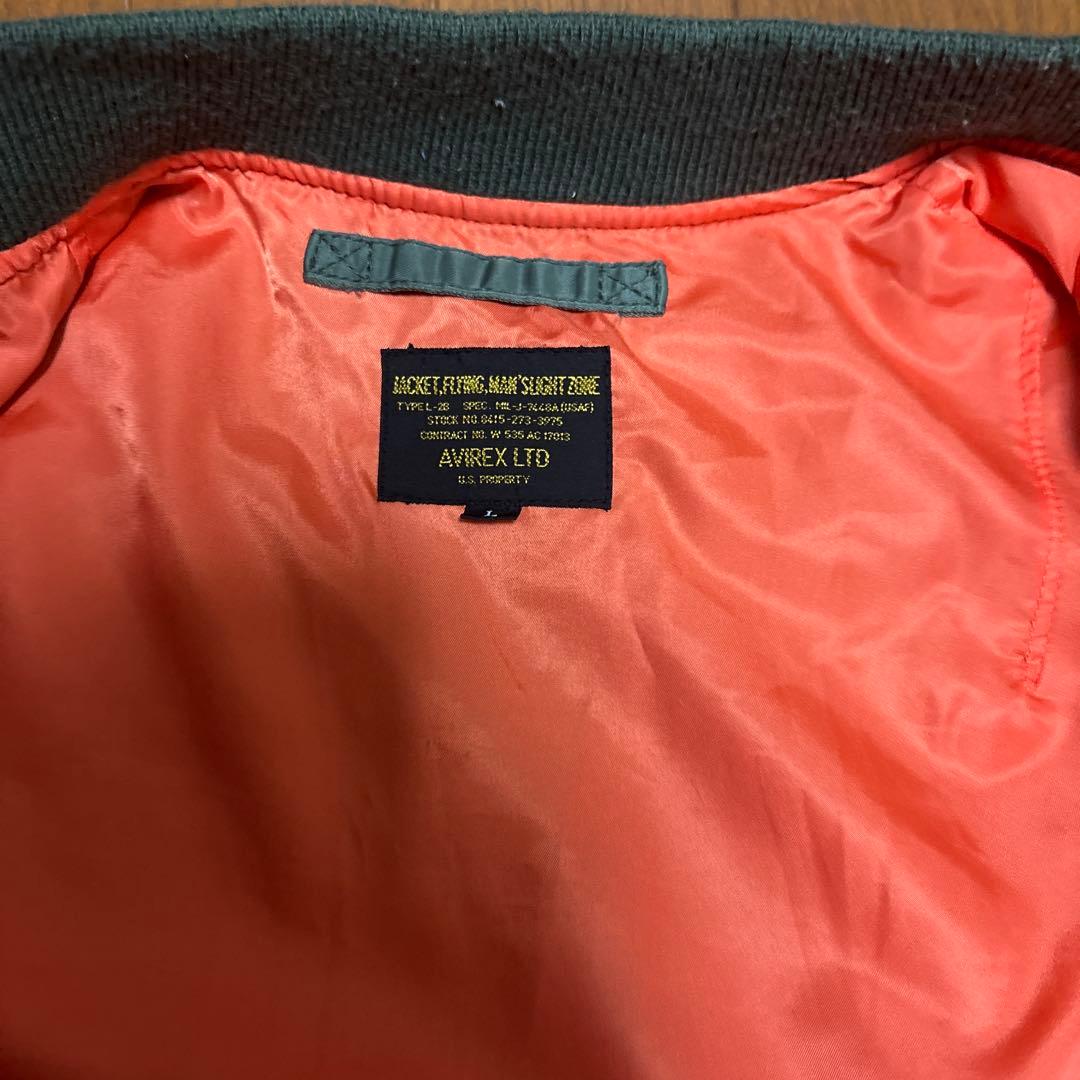 JACKET,FLYING,MAN'SLIGHT ZONE
TYPE L-2B SPEC. MIL-J-7448A (USAF)
STOCK NO. 8415-273-3975
CONTRACT NO. W 535 AC 17013
AVIREX LTD
U.S. PROPERTY
L